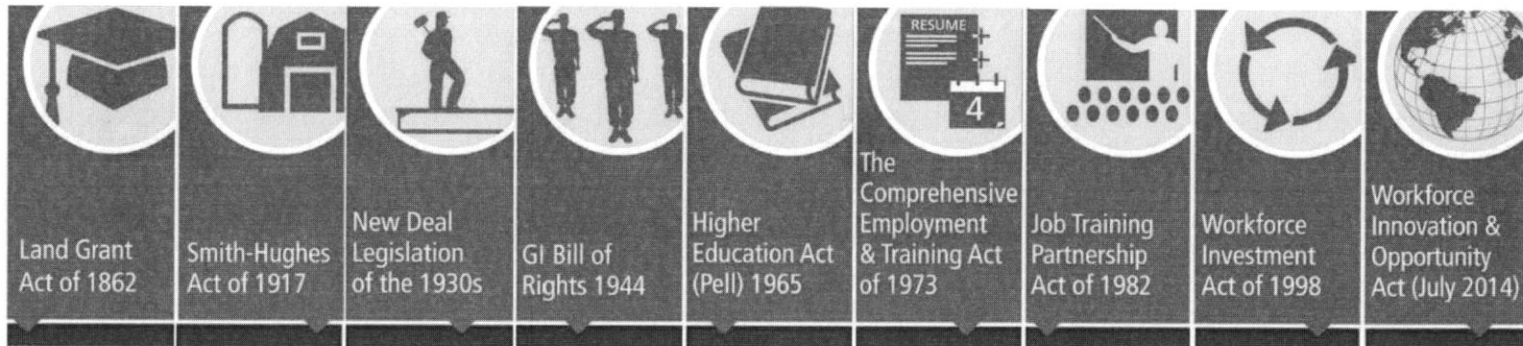 Land Grant
Act of 1862
Smith-Hughes
Act of 1917
New Deal
Legislation
of the 1930s
GI Bill of
Rights 1944
Higher
Education Act
(Pell) 1965
RESUME
4
The
Comprehensive
Employment
& Training Act
of 1973
Job Training
Partnership
Act of 1982
Workforce
Investment
Act of 1998
Workforce
Innovation &
Opportunity
Act (July 2014)